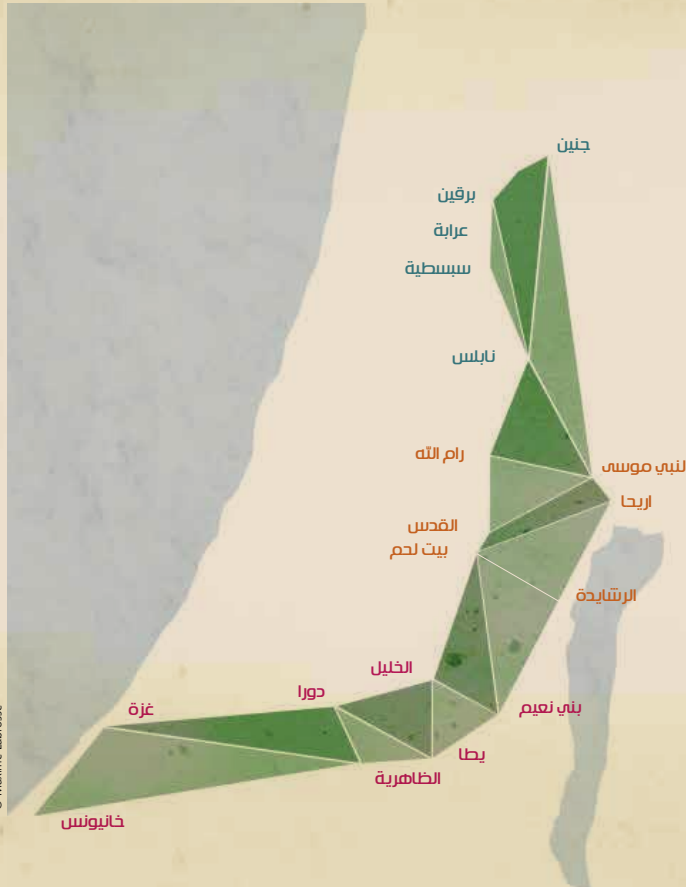 جنين
برقين
عرابة
سبسطية
نابلس
رام الله
لنبي موسى
اريحا
القدس
بيت لحم
الرشايدة
الخليل
دورا
غزة
بني نعيم
يطا
الظاهرية
خانيونس